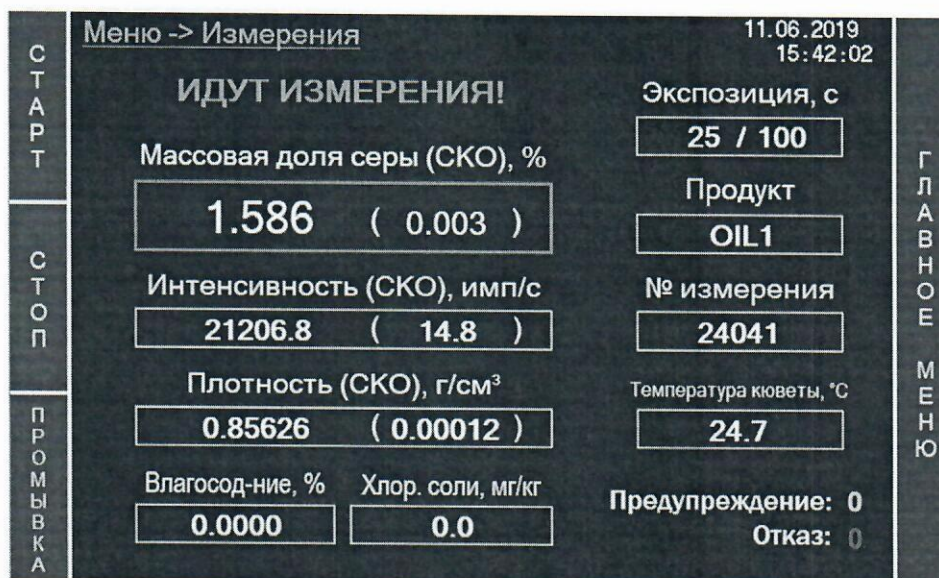 Меню -> Измерения
11.06.2019
15:42:02
ИДУТ ИЗМЕРЕНИЯ!
Массовая доля серы (СКО), %
1.586 ( 0.003 )
Интенсивность (СКО), имп/с
21206.8 ( 14.8 )
Плотность (СКО), г/см³
0.85626 ( 0.00012 )
Влагосод-ние, %
0.0000
Хлор. соли, мг/кг
0.0
Экспозиция, с
25 / 100
Продукт
OIL1
№ измерения
24041
Температура кюветы, °С
24.7
Предупреждение: 0
Отказ: 0
СТАРТ
СТОП
ПРОМЫВКА
ГЛАВНОЕ МЕНЮ